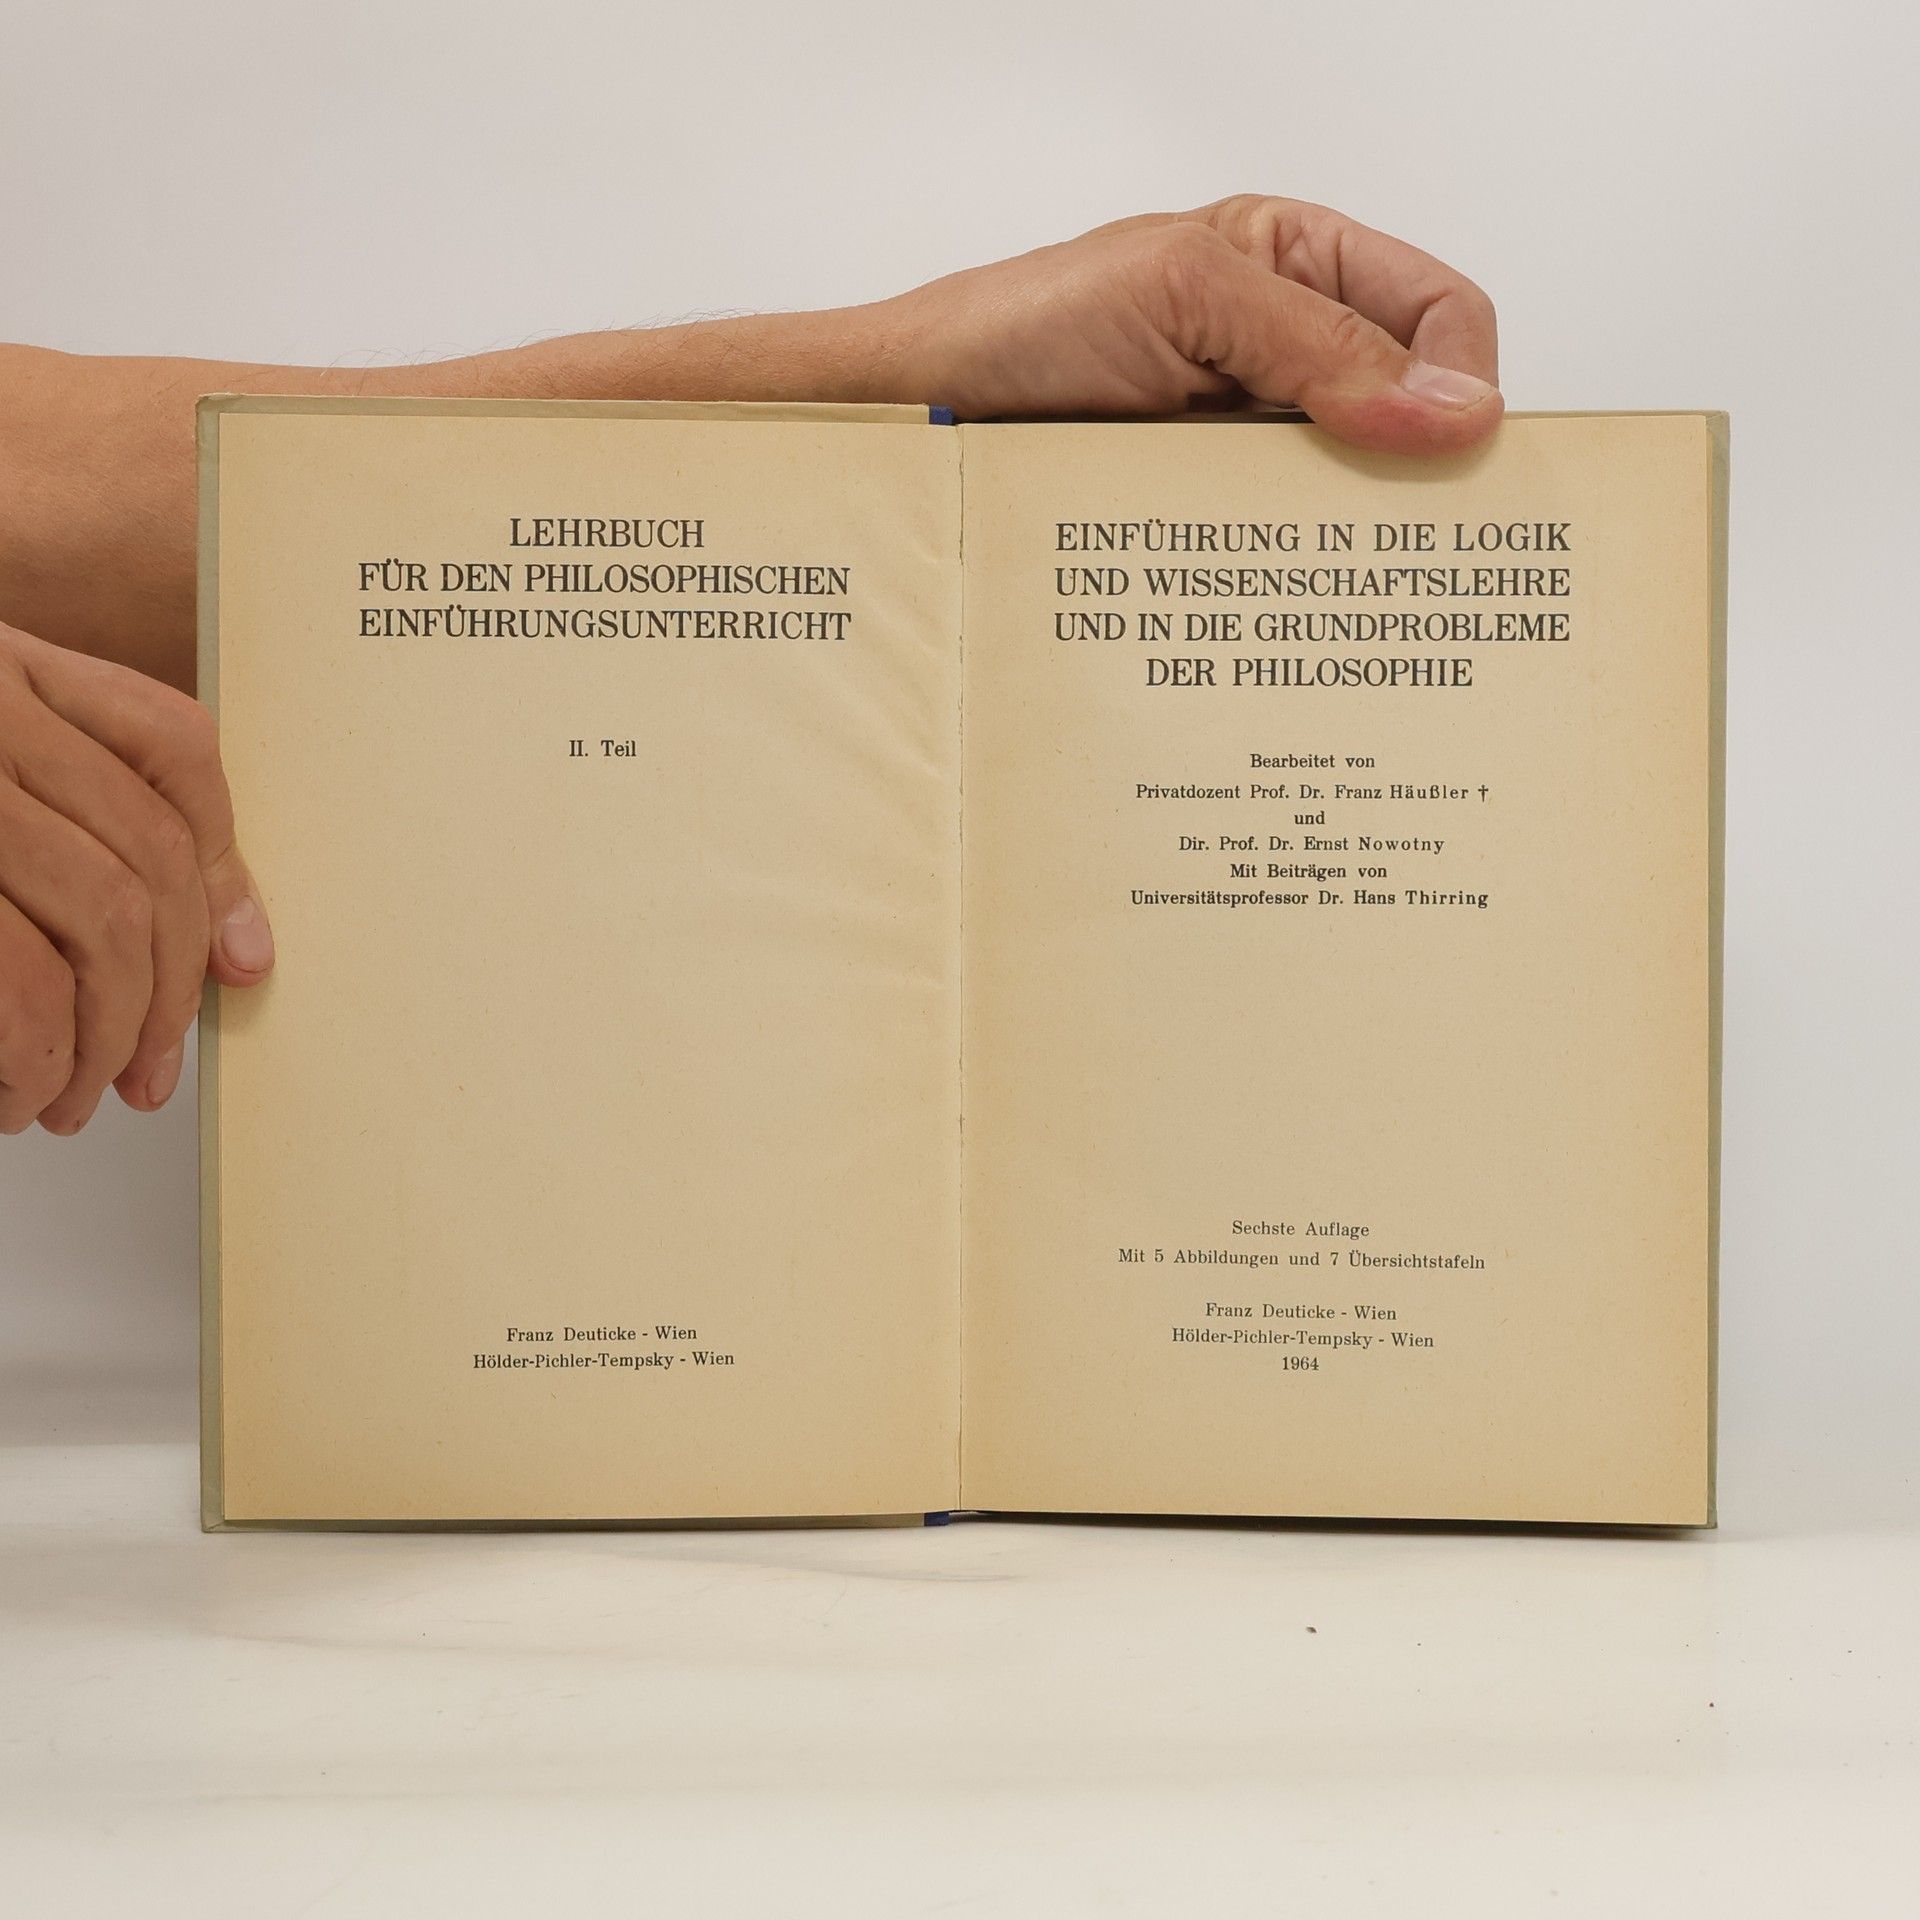 LEHRBUCH
FÜR DEN PHILOSOPHISCHEN
EINFÜHRUNGSUNTERRICHT
II. Teil
Franz Deuticke - Wien
Hölder-Pichler-Tempsky - Wien
EINFÜHRUNG IN DIE LOGIK
UND WISSENSCHAFTSLEHRE
UND IN DIE GRUNDPROBLEME
DER PHILOSOPHIE
Bearbeitet von
Privatdozent Prof. Dr. Franz Häußler †
und
Dir. Prof. Dr. Ernst Nowotny
Mit Beiträgen von
Universitätsprofessor Dr. Hans Thirring
Sechste Auflage
Mit 5 Abbildungen und 7 Übersichtstafeln
Franz Deuticke - Wien
Hölder-Pichler-Tempsky - Wien
1964